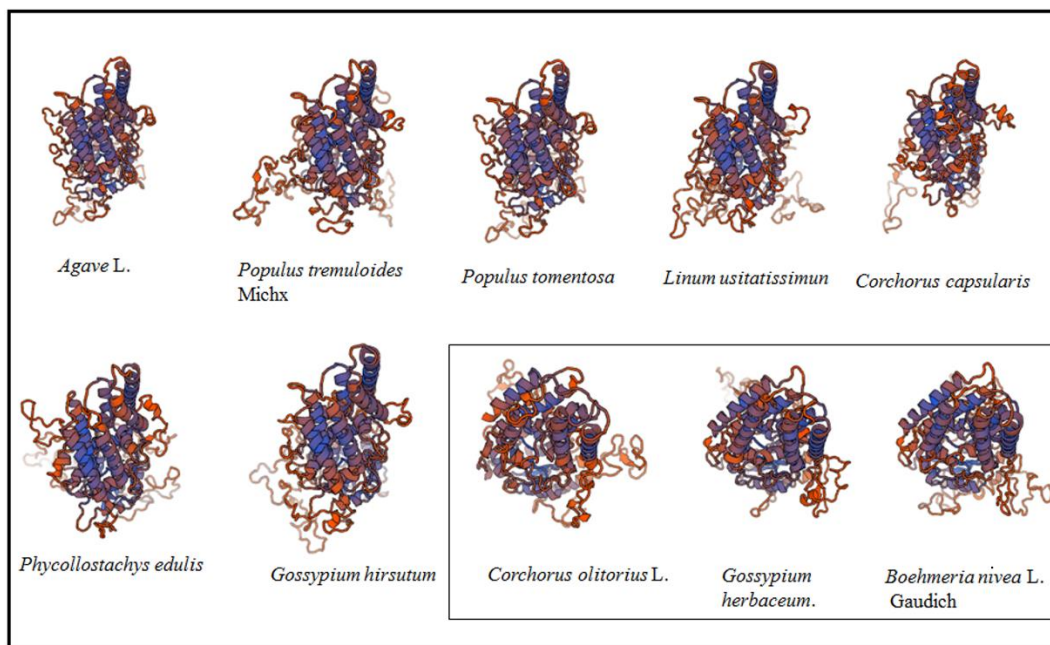 Agave L.
Populus tremuloides
Michx
Populus tomentosa
Linum usitatissimun
Corchorus capsularis
Phycollostachys edulis
Gossypium hirsutum
Corchorus olitorius L.
Gossypium
herbaceum.
Boehmeria nivea L.
Gaudich